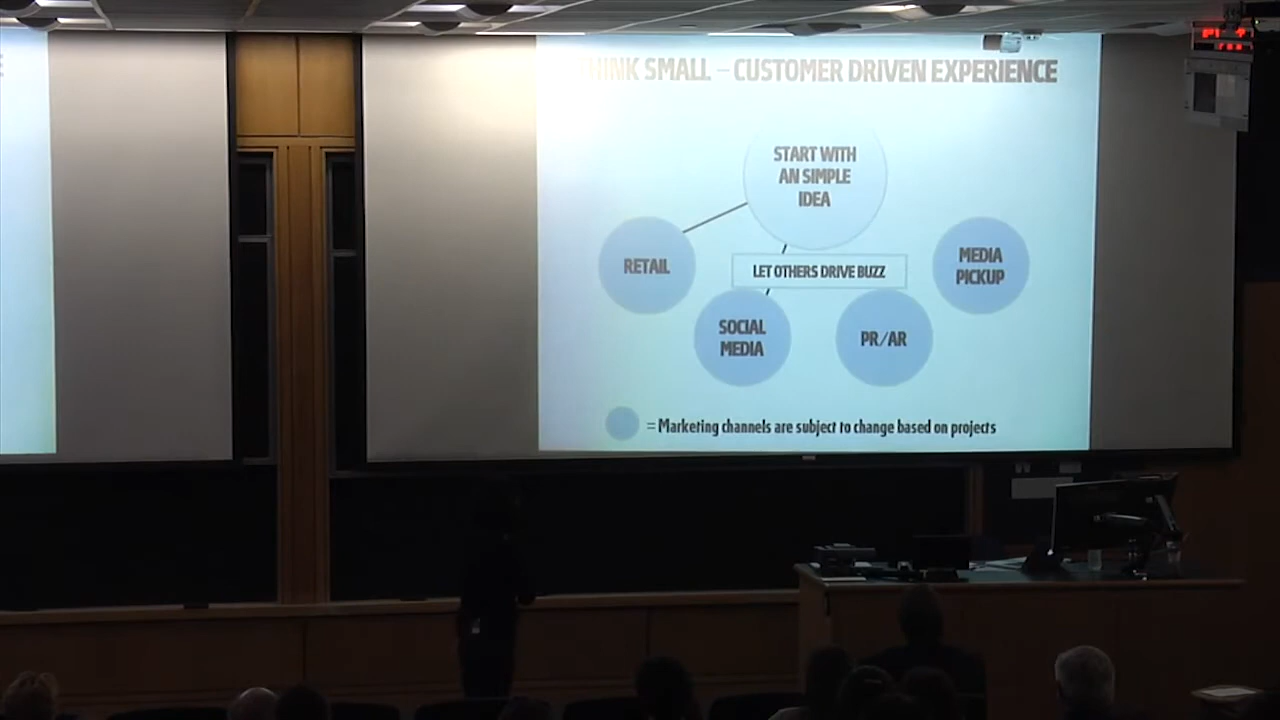 THINK SMALL – CUSTOMER DRIVEN EXPERIENCE
START WITH
AN SIMPLE
IDEA
RETAIL
LET OTHERS DRIVE BUZZ
MEDIA
PICKUP
SOCIAL
MEDIA
PR/AR
= Marketing channels are subject to change based on projects